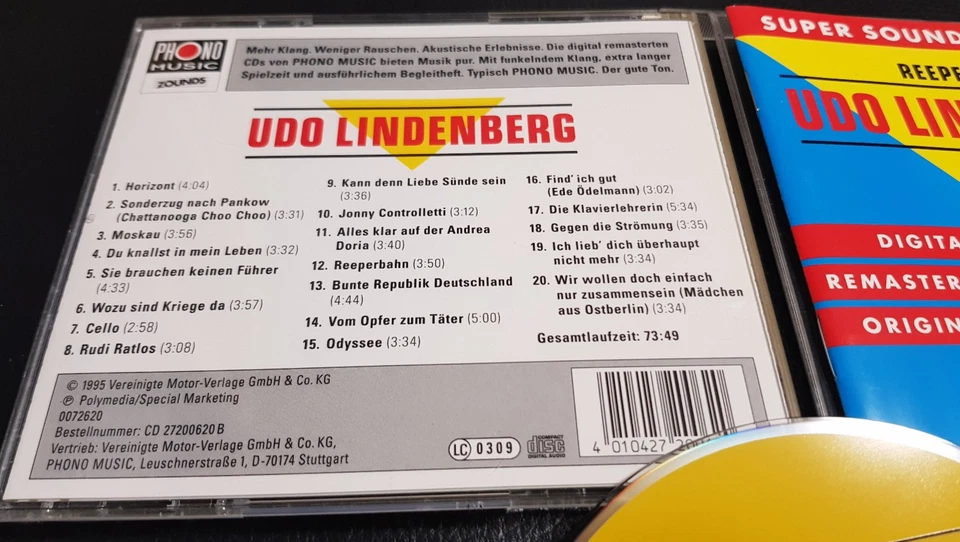 PHONO
MUSIC
ZOUNDS
Mehr Klang. Weniger Rauschen. Akustische Erlebnisse. Die digital remasterten
CDs von PHONO MUSIC bieten Musik pur. Mit funkelndem Klang, extra langer
Spielzeit und ausführlichem Begleitheft. Typisch PHONO MUSIC. Der gute Ton.
UDO LINDENBERG
1. Horizont (4:04)
2. Sonderzug nach Pankow
(Chattanooga Choo Choo) (3:31)
3. Moskau (3:56)
4. Du knallst in mein Leben (3:32)
5. Sie brauchen keinen Führer
(4:33)
6. Wozu sind Kriege da (3:57)
7. Cello (2:58)
8. Rudi Ratlos (3:08)
9. Kann denn Liebe Sünde sein
(3:36)
10. Jonny Controlletti (3:12)
11. Alles klar auf der Andrea
Doria (3:40)
12. Reeperbahn (3:50)
13. Bunte Republik Deutschland
(4:44)
14. Vom Opfer zum Täter (5:00)
15. Odyssee (3:34)
16. Find' ich gut
(Ede Ödelmann) (3:02)
17. Die Klavierlehrerin (5:34)
18. Gegen die Strömung (3:35)
19. Ich lieb' dich überhaupt
nicht mehr (3:34)
20. Wir wollen doch einfach
nur zusammensein (Mädchen
aus Ostberlin) (3:34)
Gesamtlaufzeit: 73:49
© 1995 Vereinigte Motor-Verlage GmbH & Co. KG
℗ Polymedia/Special Marketing
0072620
Bestellnummer: CD 27200620 B
Vertrieb: Vereinigte Motor-Verlage GmbH & Co. KG,
PHONO MUSIC, Leuschnerstraße 1, D-70174 Stuttgart
LC 0309
COMPACT
disc
DIGITAL AUDIO
4 010427
SUPER SOUND
REEPE
UDO LIN
DIGITA
REMASTER
ORIGIN